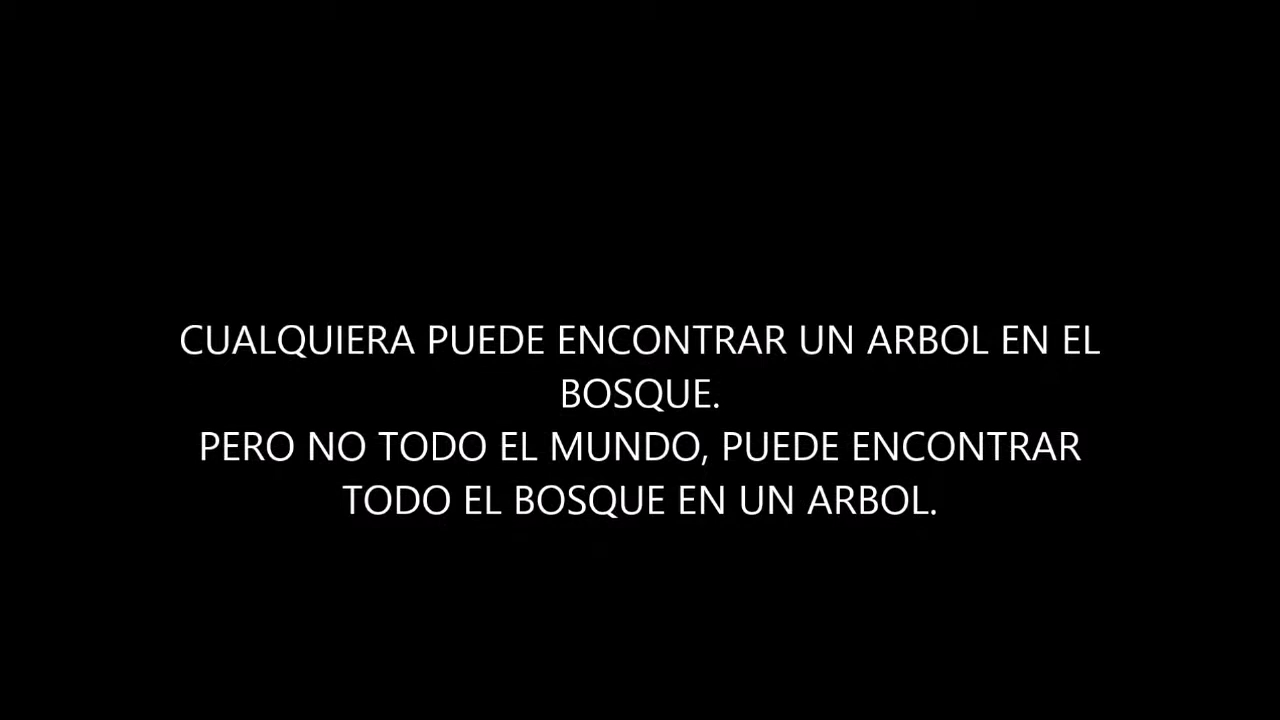 CUALQUIERA PUEDE ENCONTRAR UN ARBOL EN EL
BOSQUE.
PERO NO TODO EL MUNDO, PUEDE ENCONTRAR
TODO EL BOSQUE EN UN ARBOL.